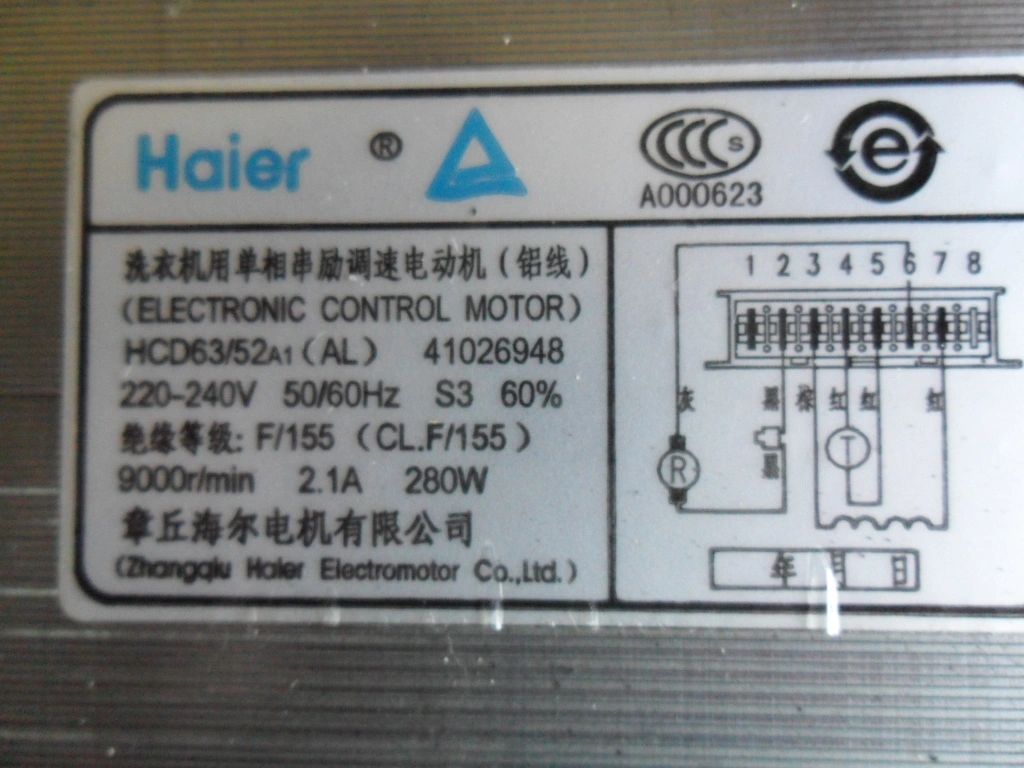 Haier ®
CCC S
A000623
e
洗衣机用单相串励调速电动机（铝线）
(ELECTRONIC CONTROL MOTOR)
HCD63/52A1（AL） 41026948
220-240V 50/60Hz S3 60%
绝缘等级: F/155 （CL.F/155）
9000r/min 2.1A 280W
章丘海尔电机有限公司
(Zhangqiu Haier Electromotor Co.,Ltd.)
1 2 3 4 5 6 7 8
灰 黑 棕 红 红 红
R 黑 T
年 月 日